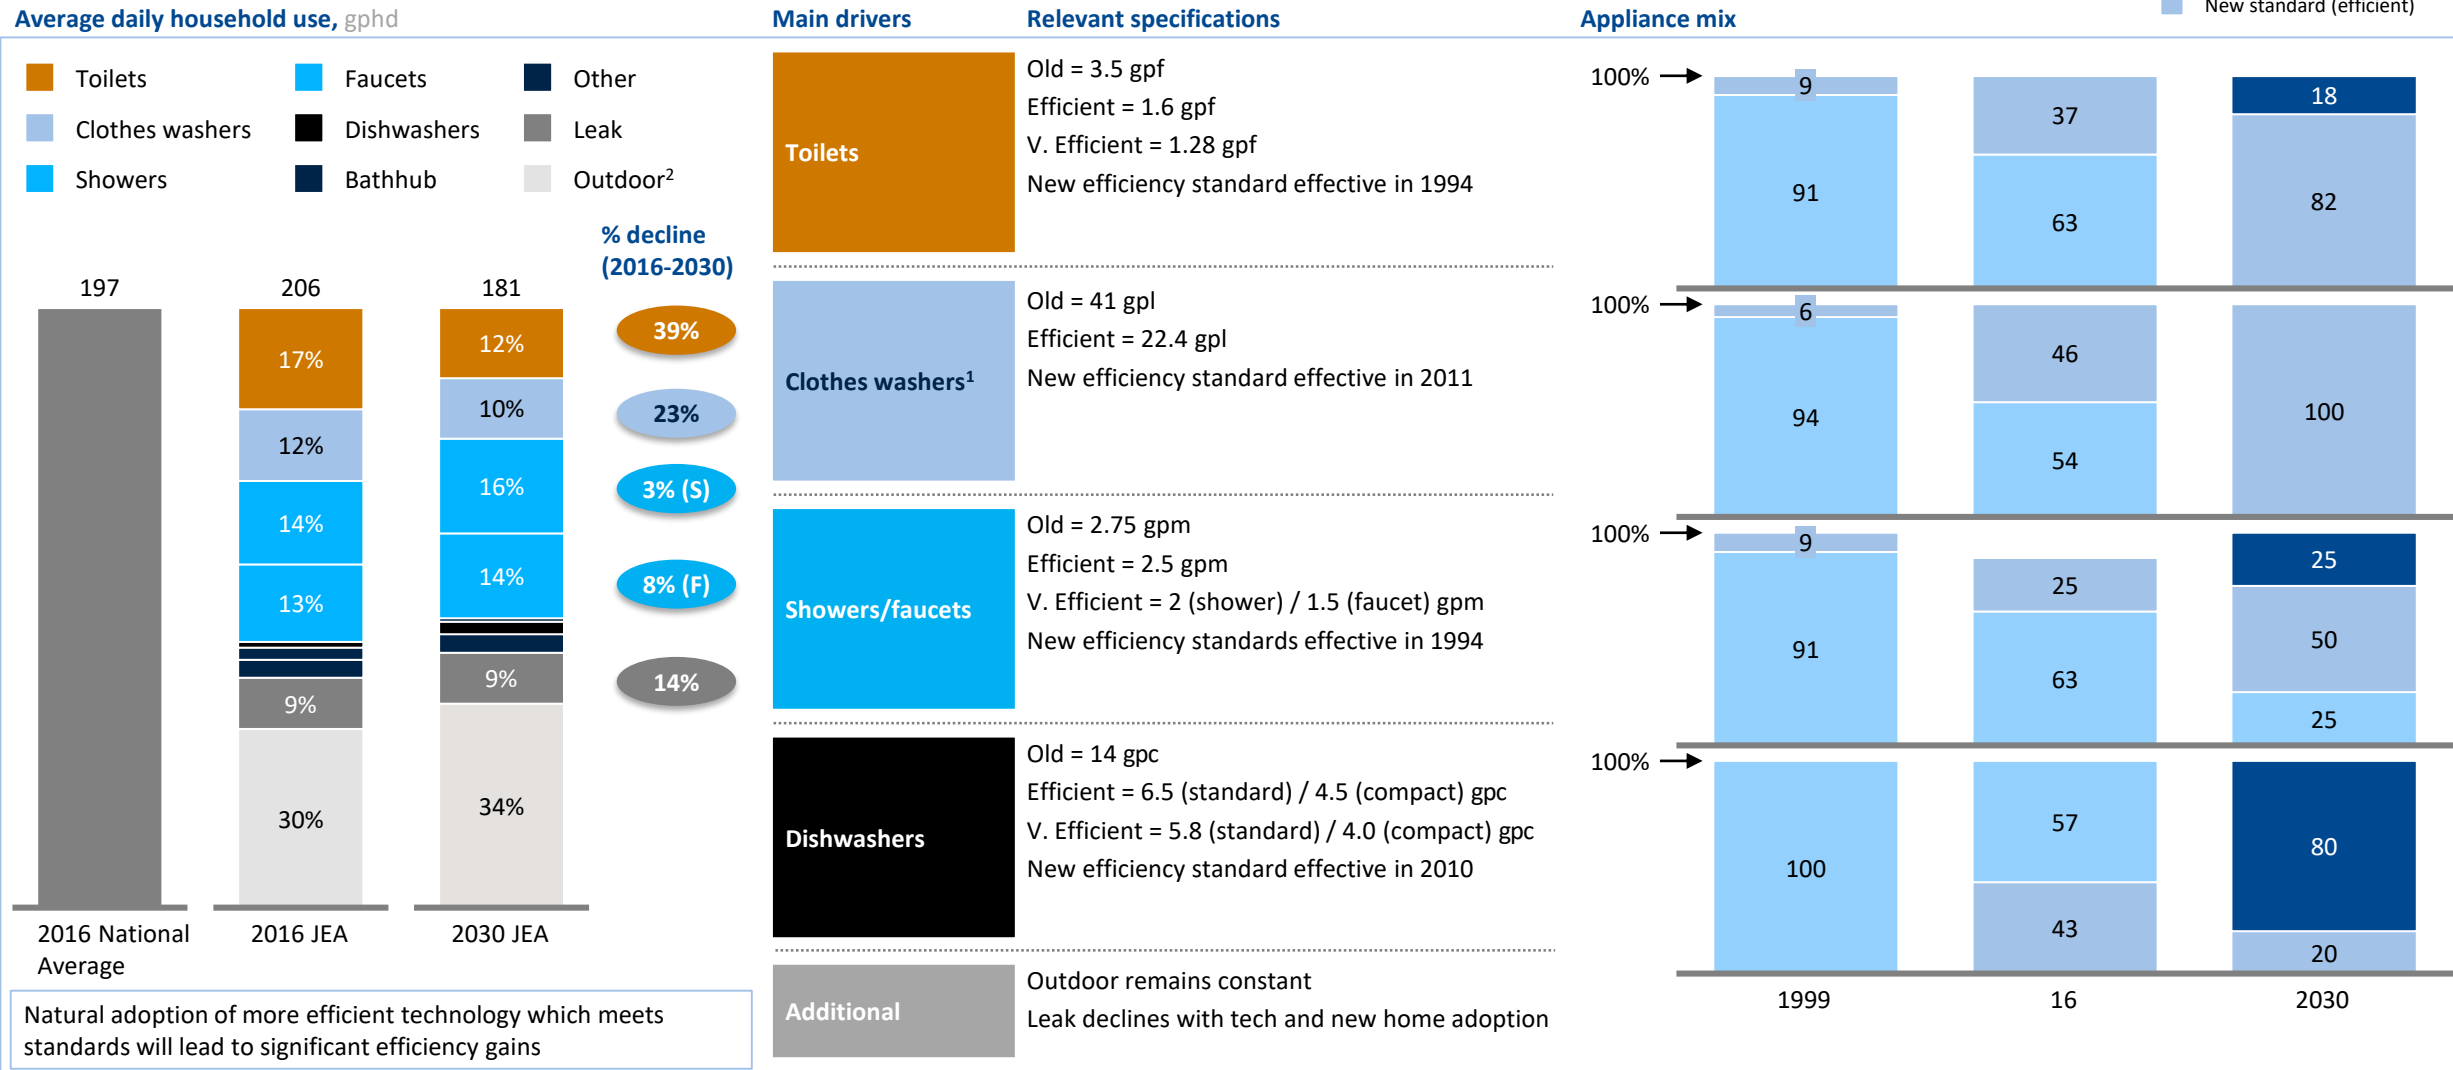 Average daily household use, gphd
Toilets
Faucets
Other
Clothes washers
Dishwashers
Leak
Showers
Bathhub
Outdoor2
% decline
(2016-2030)
197
206
181
17%
12%
39%
12%
10%
23%
14%
16%
3% (S)
13%
14%
8% (F)
9%
9%
14%
30%
34%
2016 National
Average
2016 JEA
2030 JEA
Natural adoption of more efficient technology which meets
standards will lead to significant efficiency gains
Main drivers
Relevant specifications
Toilets
Old = 3.5 gpf
Efficient = 1.6 gpf
V. Efficient = 1.28 gpf
New efficiency standard effective in 1994
Clothes washers1
Old = 41 gpl
Efficient = 22.4 gpl
New efficiency standard effective in 2011
Showers/faucets
Old = 2.75 gpm
Efficient = 2.5 gpm
V. Efficient = 2 (shower) / 1.5 (faucet) gpm
New efficiency standards effective in 1994
Dishwashers
Old = 14 gpc
Efficient = 6.5 (standard) / 4.5 (compact) gpc
V. Efficient = 5.8 (standard) / 4.0 (compact) gpc
New efficiency standard effective in 2010
Additional
Outdoor remains constant
Leak declines with tech and new home adoption
Appliance mix
New standard (efficient)
100%
9
37
18
91
63
82
100%
6
46
100
94
54
100%
9
25
25
91
63
50
25
100%
100
57
80
43
20
1999
16
2030